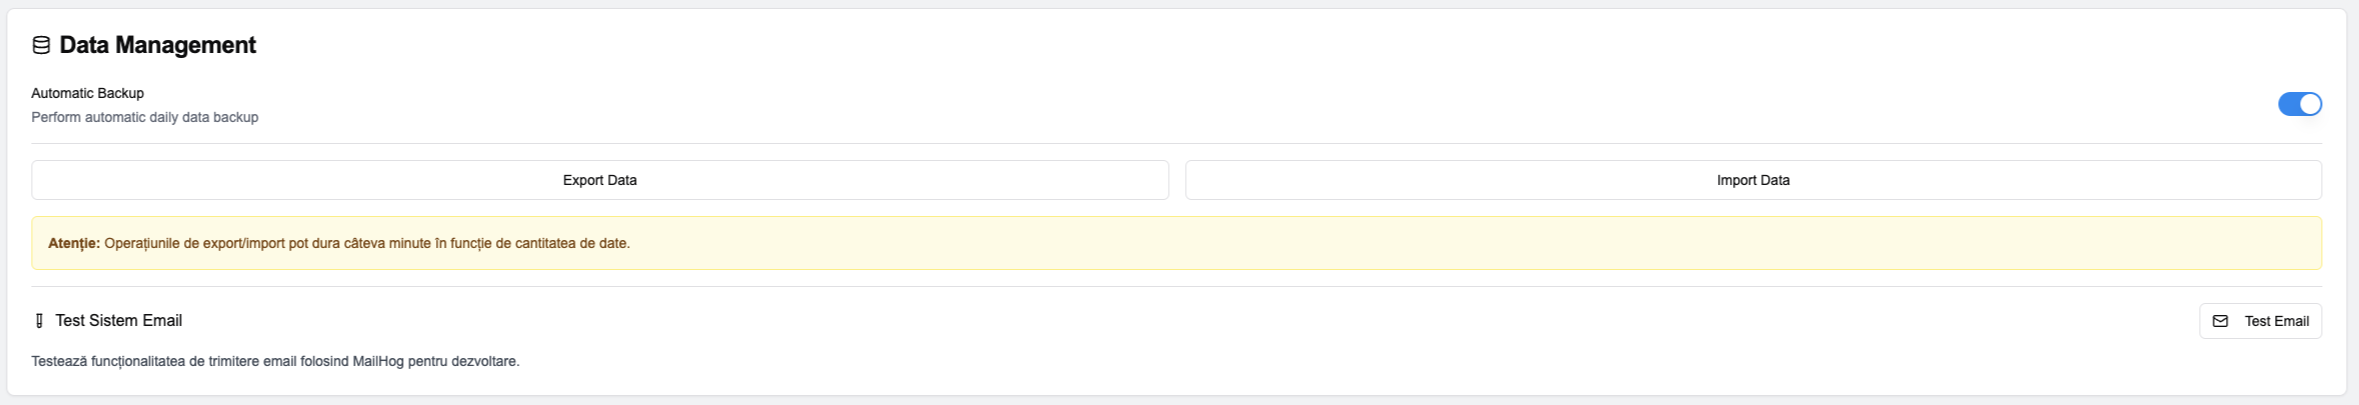 Data Management
Automatic Backup
Perform automatic daily data backup
Export Data
Import Data
Atenție: Operațiunile de export/import pot dura câteva minute în funcție de cantitatea de date.
Test Sistem Email
Test Email
Testează funcționalitatea de trimitere email folosind MailHog pentru dezvoltare.